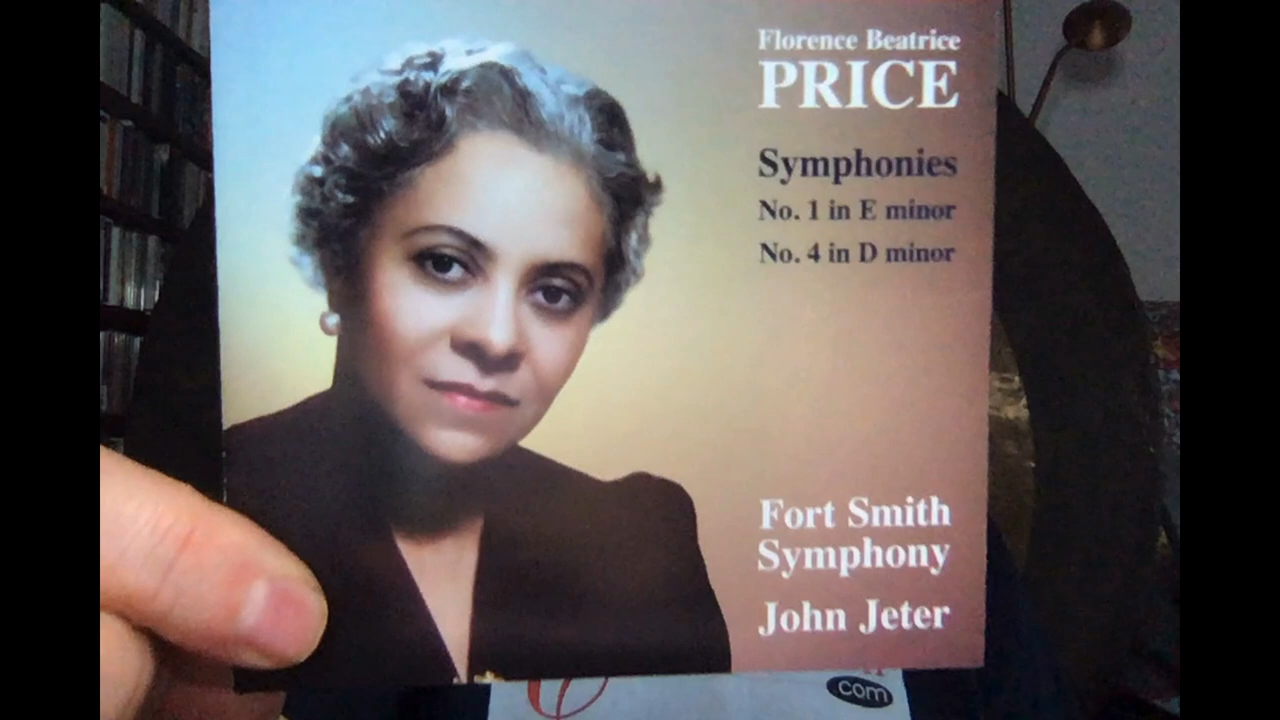 Florence Beatrice
PRICE
Symphonies
No. 1 in E minor
No. 4 in D minor
Fort Smith
Symphony
John Jeter
com